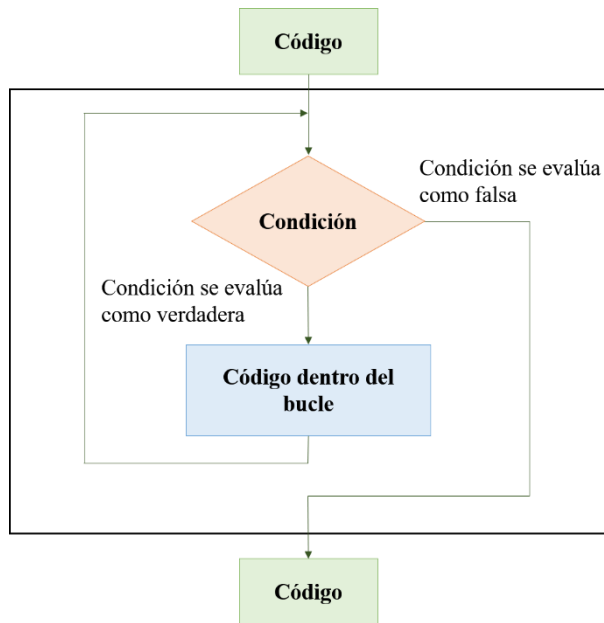 Código
Condición se evalúa
como falsa
Condición
Condición se evalúa
como verdadera
Código dentro del
bucle
Código